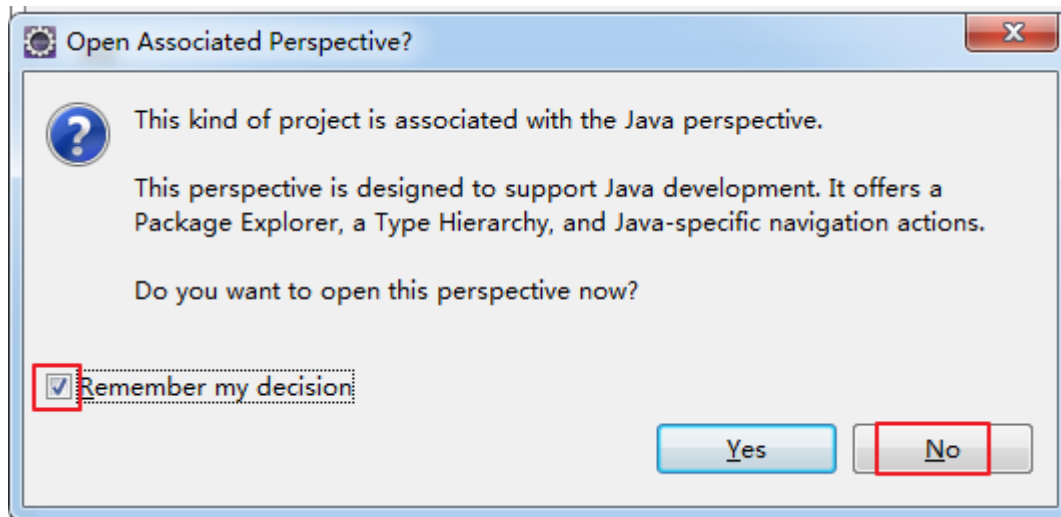 Open Associated Perspective?
This kind of project is associated with the Java perspective.
This perspective is designed to support Java development. It offers a
Package Explorer, a Type Hierarchy, and Java-specific navigation actions.
Do you want to open this perspective now?
Remember my decision
Yes
No